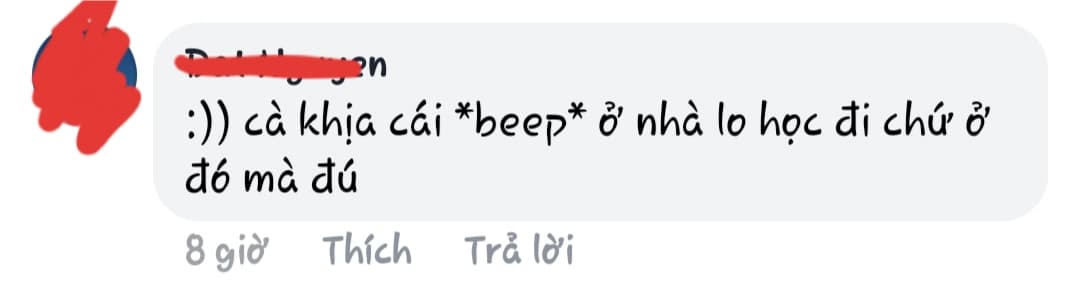 :)) cà khịa cái *beep* ở nhà lo học đi chứ ở
đó mà đú
8 giờ Thích Trả lời